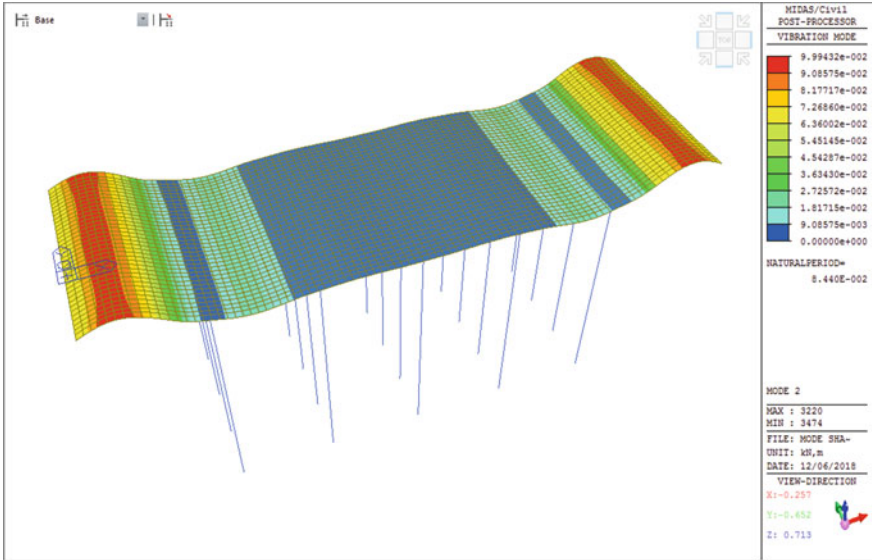 Base
TOP
MIDAS/Civil
POST-PROCESSOR
VIBRATION MODE
9.99432e-002
9.08575e-002
8.17717e-002
7.26860e-002
6.36002e-002
5.45145e-002
4.54287e-002
3.63430e-002
2.72572e-002
1.81715e-002
9.08575e-003
0.00000e+000
NATURALPERIOD=
8.440E-002
MODE 2
MAX : 3220
MIN : 3474
FILE: MODE SHA~
UNIT: kN,m
DATE: 12/06/2018
VIEW-DIRECTION
X:-0.257
Y:-0.652
Z: 0.713